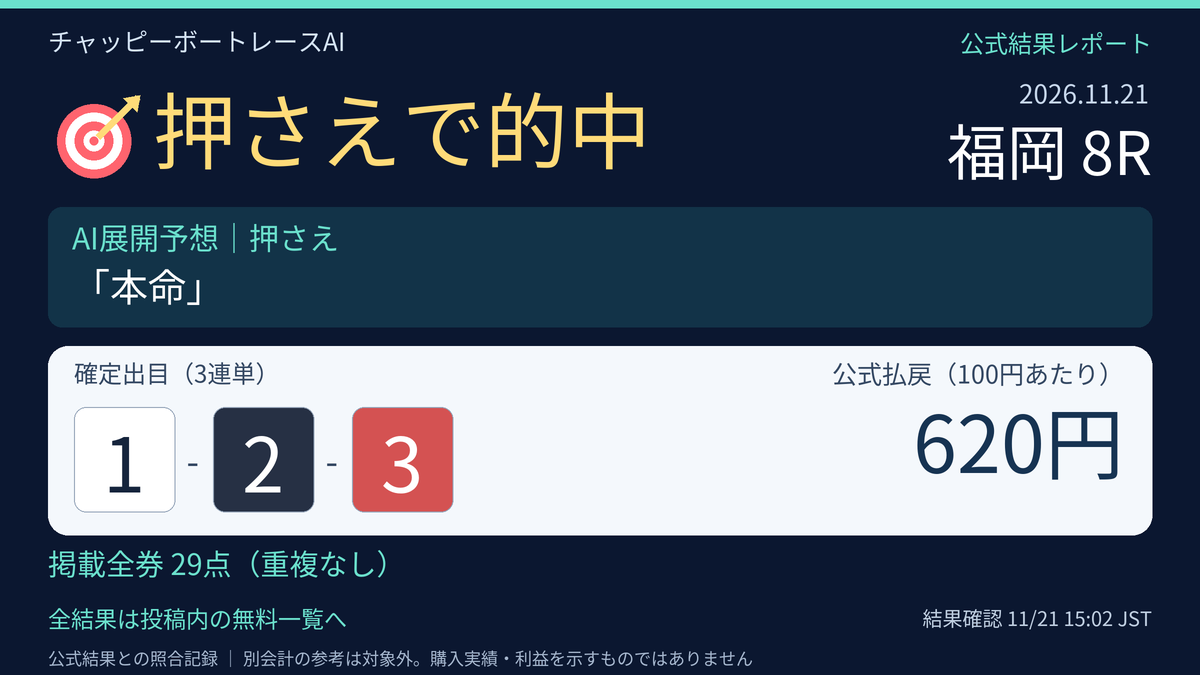 チャッピーボートレースAI
公式結果レポート
2026.11.21
福岡 8R
押さえで的中
AI展開予想｜押さえ
「本命」
確定出目（3連単）
公式払戻（100円あたり）
1 - 2 - 3
620円
掲載全券 29点（重複なし）
全結果は投稿内の無料一覧へ
結果確認 11/21 15:02 JST
公式結果との照合記録｜別会計の参考は対象外。購入実績・利益を示すものではありません